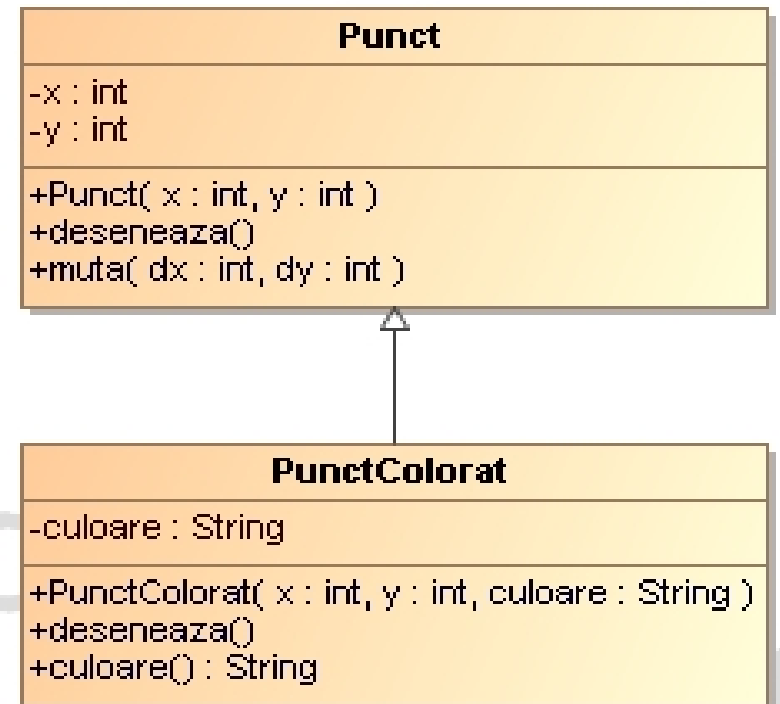 Punct
-x : int
-y : int
+Punct( x : int, y : int )
+deseneaza()
+muta( dx : int, dy : int )
PunctColorat
-culoare : String
+PunctColorat( x : int, y : int, culoare : String )
+deseneaza()
+culoare() : String